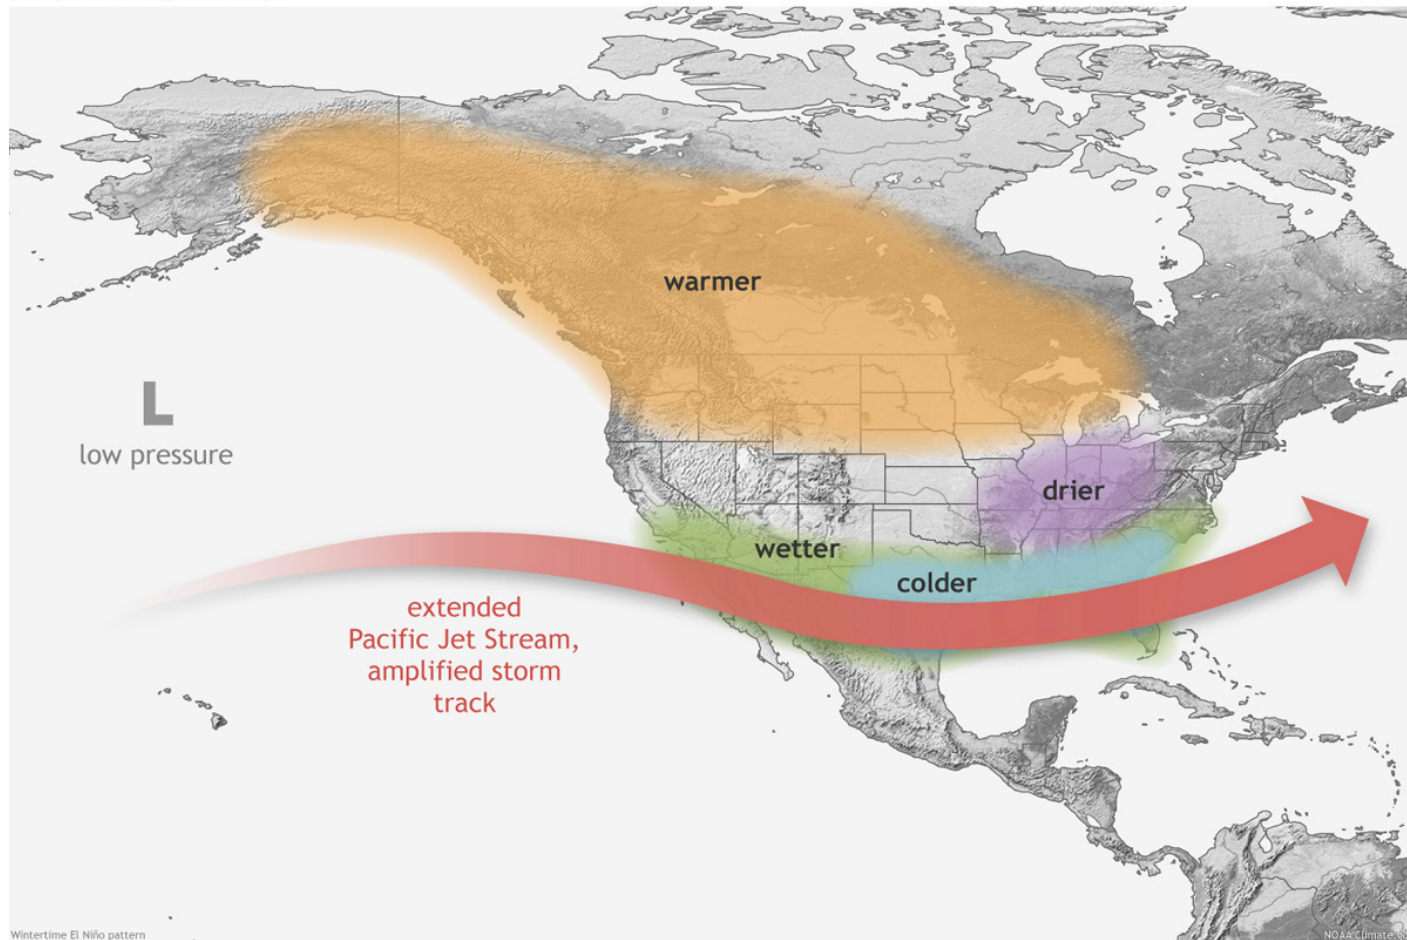 warmer
L
low pressure
drier
wetter
colder
extended
Pacific Jet Stream,
amplified storm
track
Wintertime El Niño pattern
NOAA Climate.go